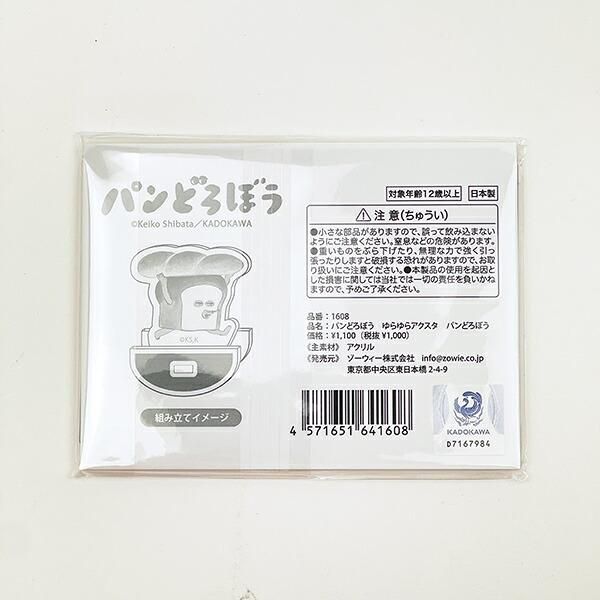 パンどろぼう
©Keiko Shibata／KADOKAWA
©KS,K
組み立てイメージ
対象年齢12歳以上
日本製
注 意（ちゅうい）
●小さな部品がありますので、誤って飲み込まない
ようにご注意ください。窒息などの危険があります。
●重いものをぶら下げたり、無理な力で強く引っ
張ったりしますと破損する恐れがありますので、お
取り扱いにご注意ください。●本製品の使用を起因と
した損害に関しては当社では一切の責任を負いかね
ますので、予めご了承ください。
品番：1608
品名：パンどろぼう　ゆらゆらアクスタ　パンどろぼう
価格：¥1,100（税抜 ¥1,000）
《主素材》 アクリル
《発売元》 ゾーウィー株式会社　info@zowie.co.jp
東京都中央区東日本橋 2-4-9
4 571651 641608
KADOKAWA
D7167984